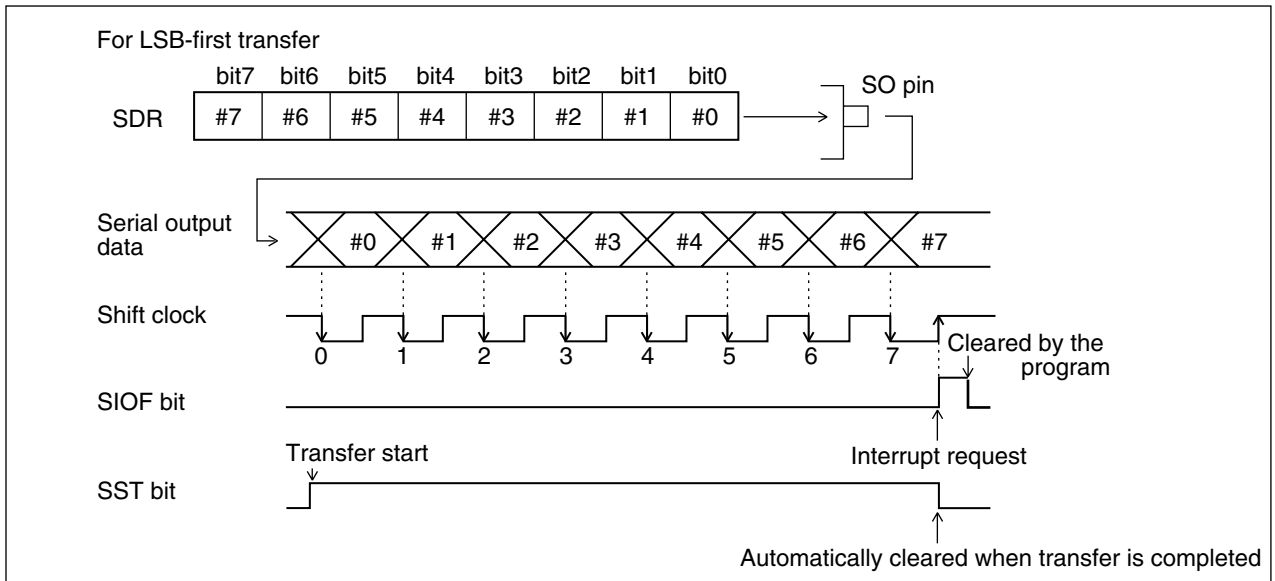 For LSB-first transfer
bit7 bit6 bit5 bit4 bit3 bit2 bit1 bit0
SO pin
SDR #7 #6 #5 #4 #3 #2 #1 #0
Serial output
data
#0 #1 #2 #3 #4 #5 #6 #7
Shift clock
0 1 2 3 4 5 6 7
Cleared by the
program
SIOF bit
Transfer start
Interrupt request
SST bit
Automatically cleared when transfer is completed